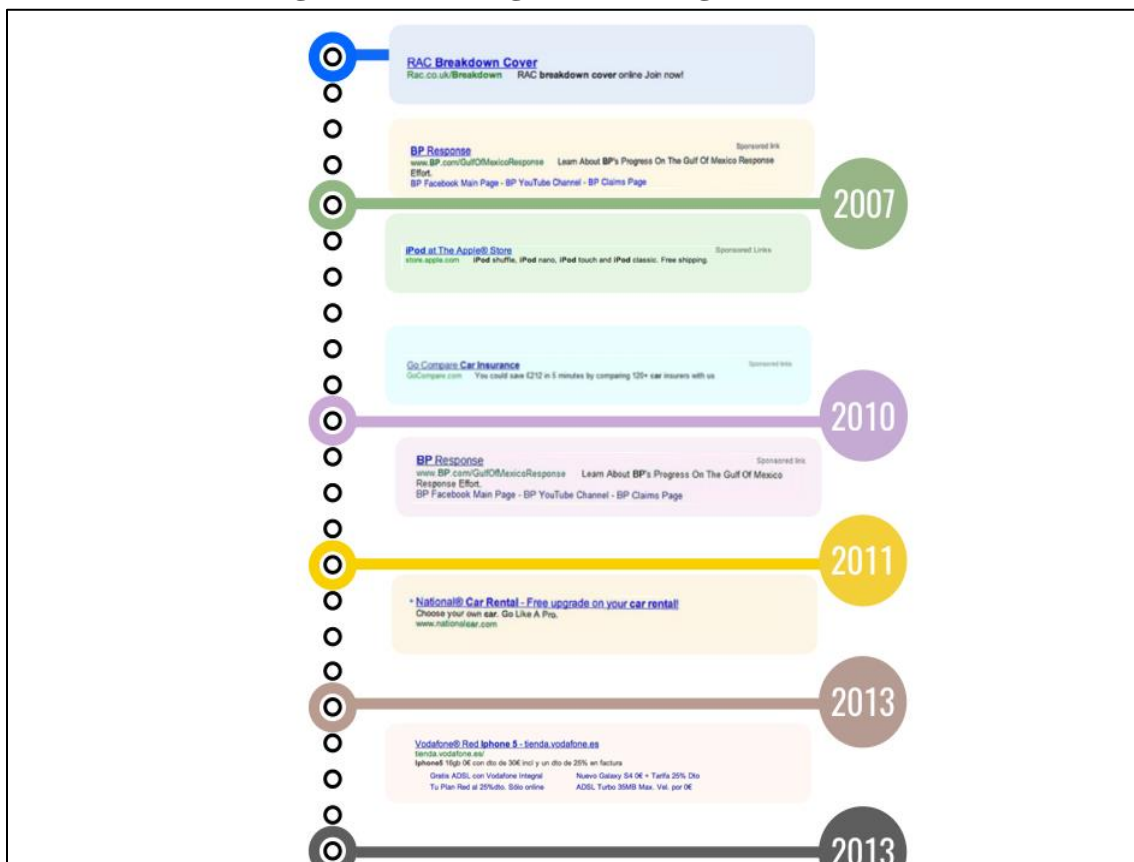 RAC Breakdown Cover
Rac.co.uk/Breakdown RAC breakdown cover online Join now!
BP Response Sponsored link
www.BP.com/GulfOfMexicoResponse Learn About BP's Progress On The Gulf Of Mexico Response
Effort.
BP Facebook Main Page - BP YouTube Channel - BP Claims Page
2007
iPod at The Apple® Store Sponsored Links
store.apple.com iPod shuffle, iPod nano, iPod touch and iPod classic. Free shipping.
Go Compare Car Insurance Sponsored links
GoCompare.com You could save £212 in 5 minutes by comparing 120+ car insurers with us
2010
BP Response Sponsored link
www.BP.com/GulfOfMexicoResponse Learn About BP's Progress On The Gulf Of Mexico
Response Effort.
BP Facebook Main Page - BP YouTube Channel - BP Claims Page
2011
National® Car Rental - Free upgrade on your car rental!
Choose your own car. Go Like A Pro.
www.nationalcar.com
2013
Vodafone® Red Iphone 5 - tienda.vodafone.es
tienda.vodafone.es/
Iphone5 16gb 0€ con dto de 30€ incl y un dto de 25% en factura
Gratis ADSL con Vodafone Integral Nuevo Galaxy S4 0€ + Tarifa 25% Dto
Tu Plan Red al 25%dto. Sólo online ADSL Turbo 35MB Max. Vel. por 0€
2013